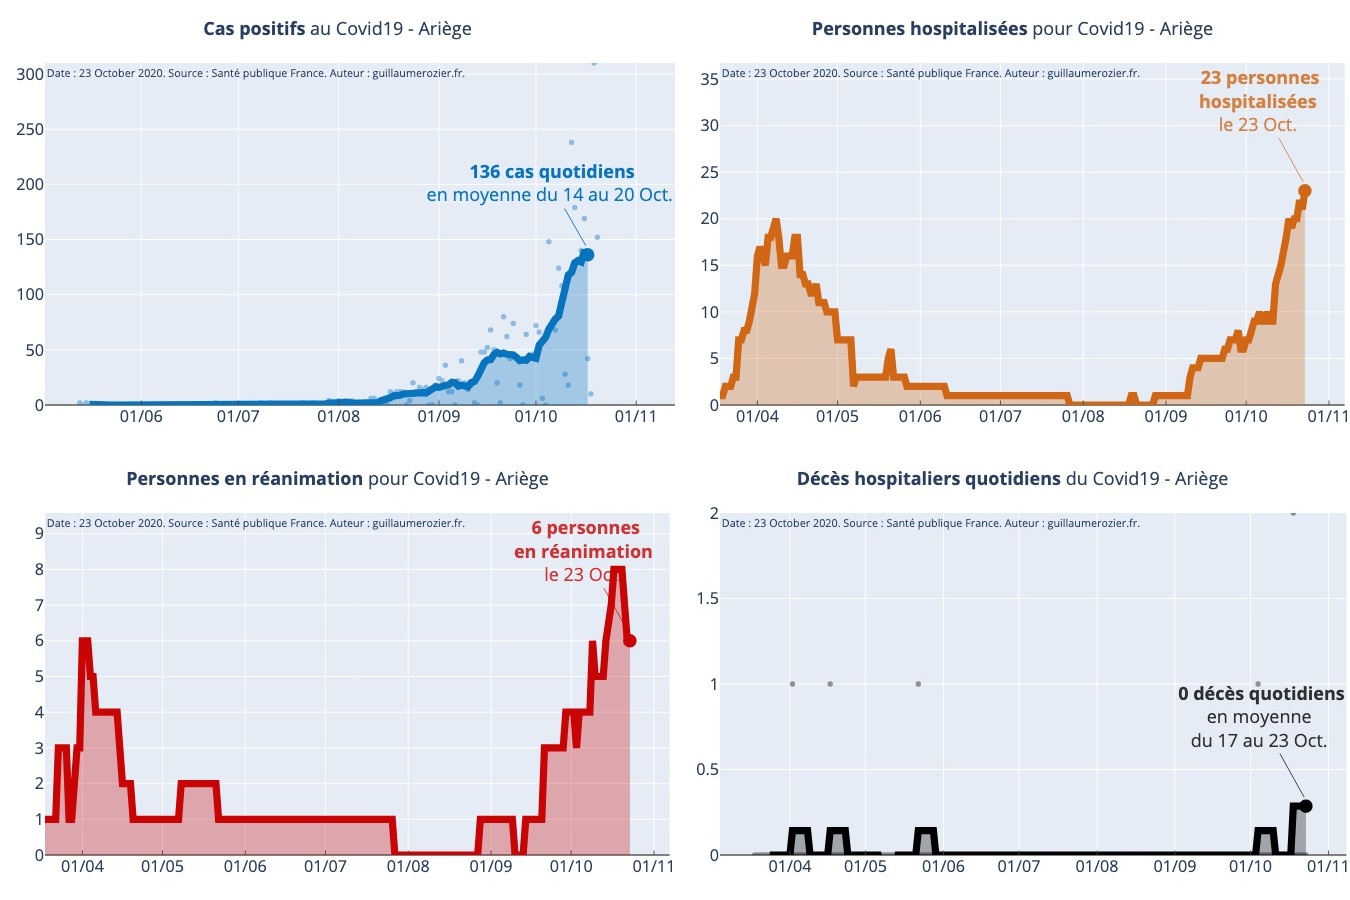 Cas positifs au Covid19 - Ariège
Date : 23 October 2020. Source : Santé publique France. Auteur : guillaumerozier.fr.
300
250
200
150
100
50
0
136 cas quotidiens
en moyenne du 14 au 20 Oct.
01/06 01/07 01/08 01/09 01/10 01/11
Personnes hospitalisées pour Covid19 - Ariège
Date : 23 October 2020. Source : Santé publique France. Auteur : guillaumerozier.fr.
35
30
25
20
15
10
5
0
23 personnes
hospitalisées
le 23 Oct.
01/04 01/05 01/06 01/07 01/08 01/09 01/10 01/11
Personnes en réanimation pour Covid19 - Ariège
Date : 23 October 2020. Source : Santé publique France. Auteur : guillaumerozier.fr.
9
8
7
6
5
4
3
2
1
0
6 personnes
en réanimation
le 23 Oct.
01/04 01/05 01/06 01/07 01/08 01/09 01/10 01/11
Décès hospitaliers quotidiens du Covid19 - Ariège
Date : 23 October 2020. Source : Santé publique France. Auteur : guillaumerozier.fr.
2
1.5
1
0.5
0
0 décès quotidiens
en moyenne
du 17 au 23 Oct.
01/04 01/05 01/06 01/07 01/08 01/09 01/10 01/11